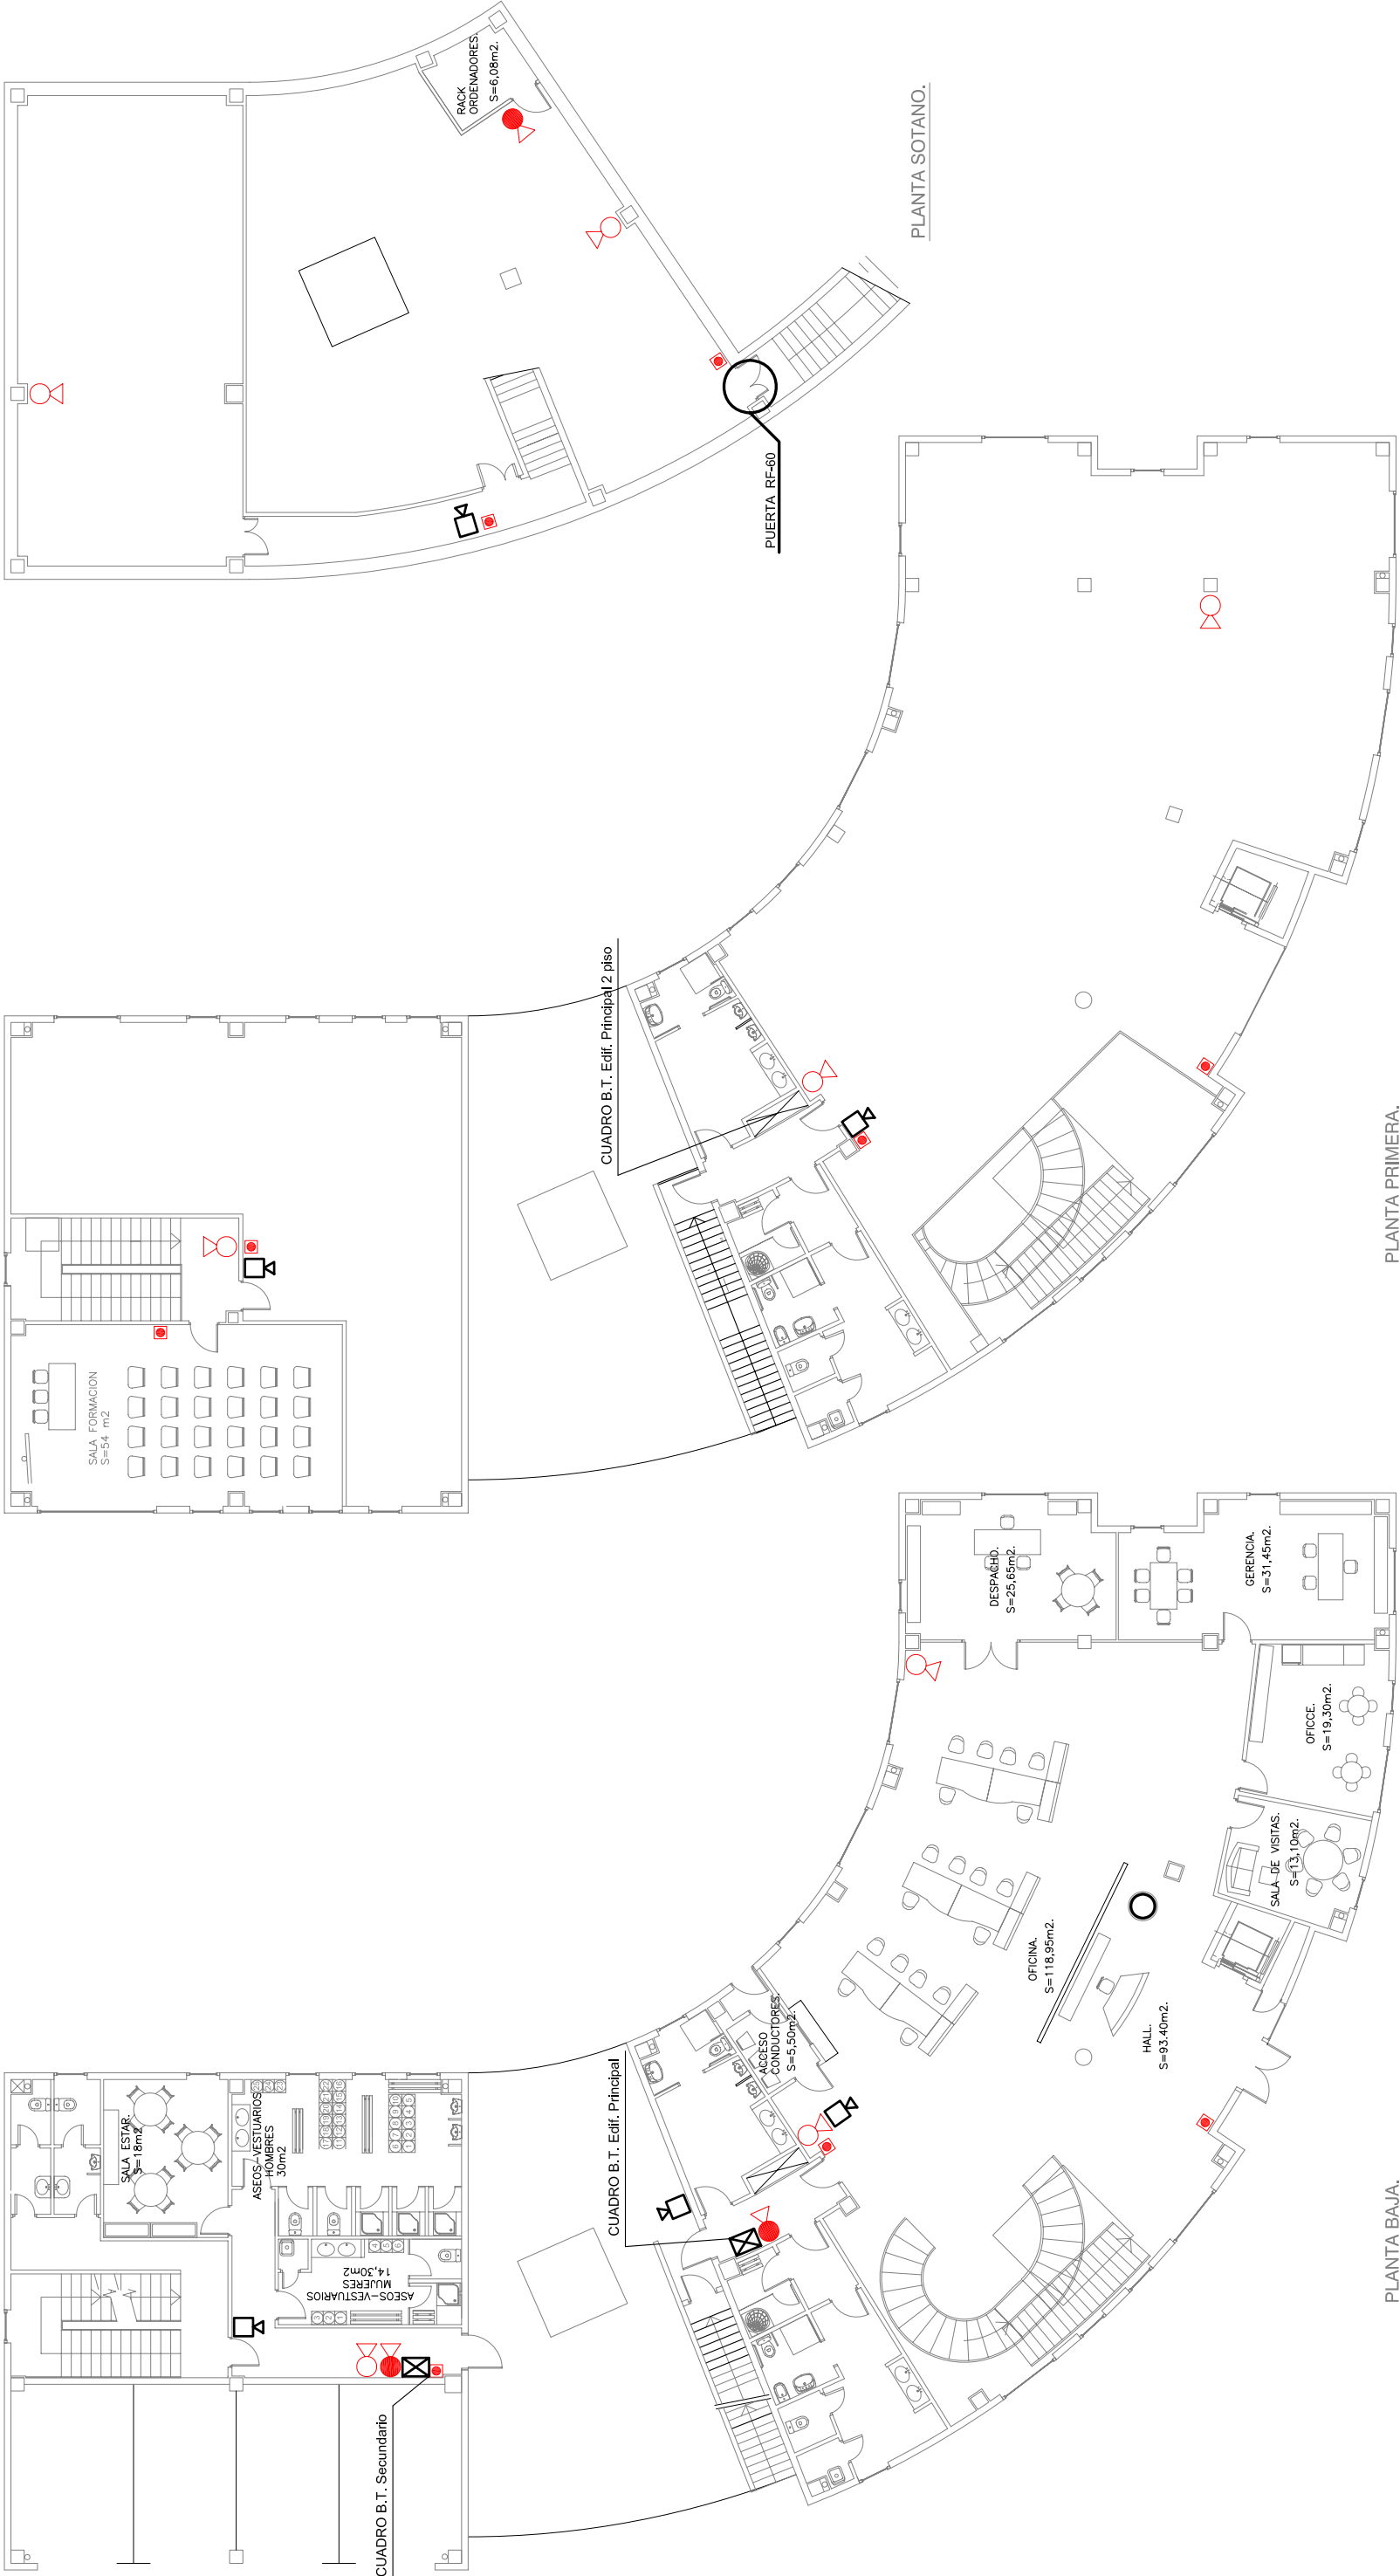 RACK
ORDENADORES.
S=6,08m2.
PLANTA SOTANO.
PUERTA RF-60
CUADRO B.T. Edif. Principal 2 piso
SALA FORMACION
S=54 m2
PLANTA PRIMERA.
DESPACHO.
S=25,65m2.
GERENCIA.
S=31,45m2.
OFICCE.
S=19,30m2.
SALA DE VISITAS.
S=13,10m2.
OFICINA.
S=118,95m2.
HALL.
S=93.40m2.
ACCESO
CONDUCTORES.
S=5,50m2.
CUADRO B.T. Edif. Principal
SALA ESTAR.
S=18m2
ASEOS-VESTUARIOS
HOMBRES
30m2
ASEOS-VESTUARIOS
MUJERES
14,30m2
CUADRO B.T. Secundario
PLANTA BAJA.